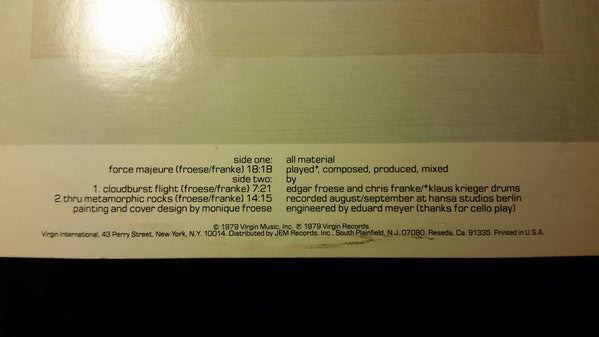 side one: all material
force majeure (froese/franke) 18:18 played*, composed, produced, mixed
side two: by
1. cloudburst flight (froese/franke) 7:21 edgar froese and chris franke/*klaus krieger drums
2. thru metamorphic rocks (froese/franke) 14:15 recorded august/september at hansa studios berlin
painting and cover design by monique froese engineered by eduard meyer (thanks for cello play)
© 1979 Virgin Music, Inc. ℗ 1979 Virgin Records
Virgin International, 43 Perry Street, New York, N.Y. 10014. Distributed by JEM Records, Inc., South Plainfield, N.J. 07080, Reseda, Ca. 91335. Printed in U.S.A.